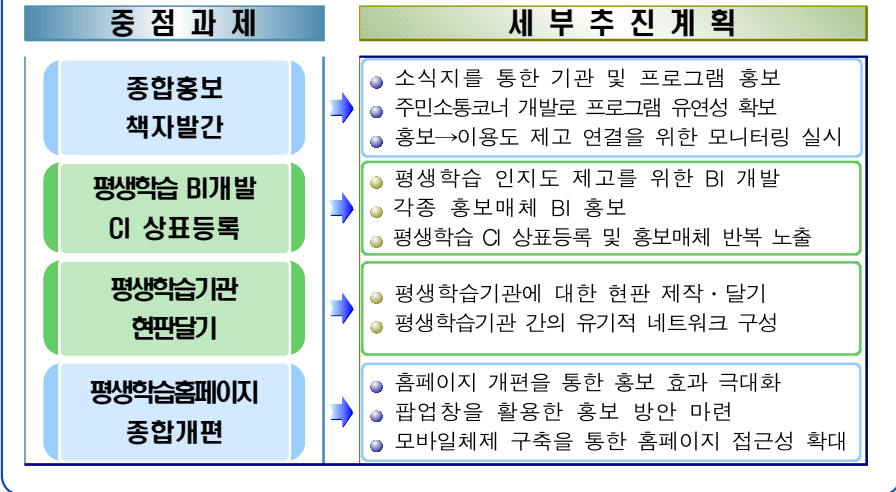 중 점 과 제
세 부 추 진 계 획
종합홍보
책자발간
소식지를 통한 기관 및 프로그램 홍보
주민소통코너 개발로 프로그램 유연성 확보
홍보→이용도 제고 연결을 위한 모니터링 실시
평생학습 BI개발
CI 상표등록
평생학습 인지도 제고를 위한 BI 개발
각종 홍보매체 BI 홍보
평생학습 CI 상표등록 및 홍보매체 반복 노출
평생학습기관
현판달기
평생학습기관에 대한 현판 제작·달기
평생학습기관 간의 유기적 네트워크 구성
평생학습홈페이지
종합개편
홈페이지 개편을 통한 홍보 효과 극대화
팝업창을 활용한 홍보 방안 마련
모바일체제 구축을 통한 홈페이지 접근성 확대